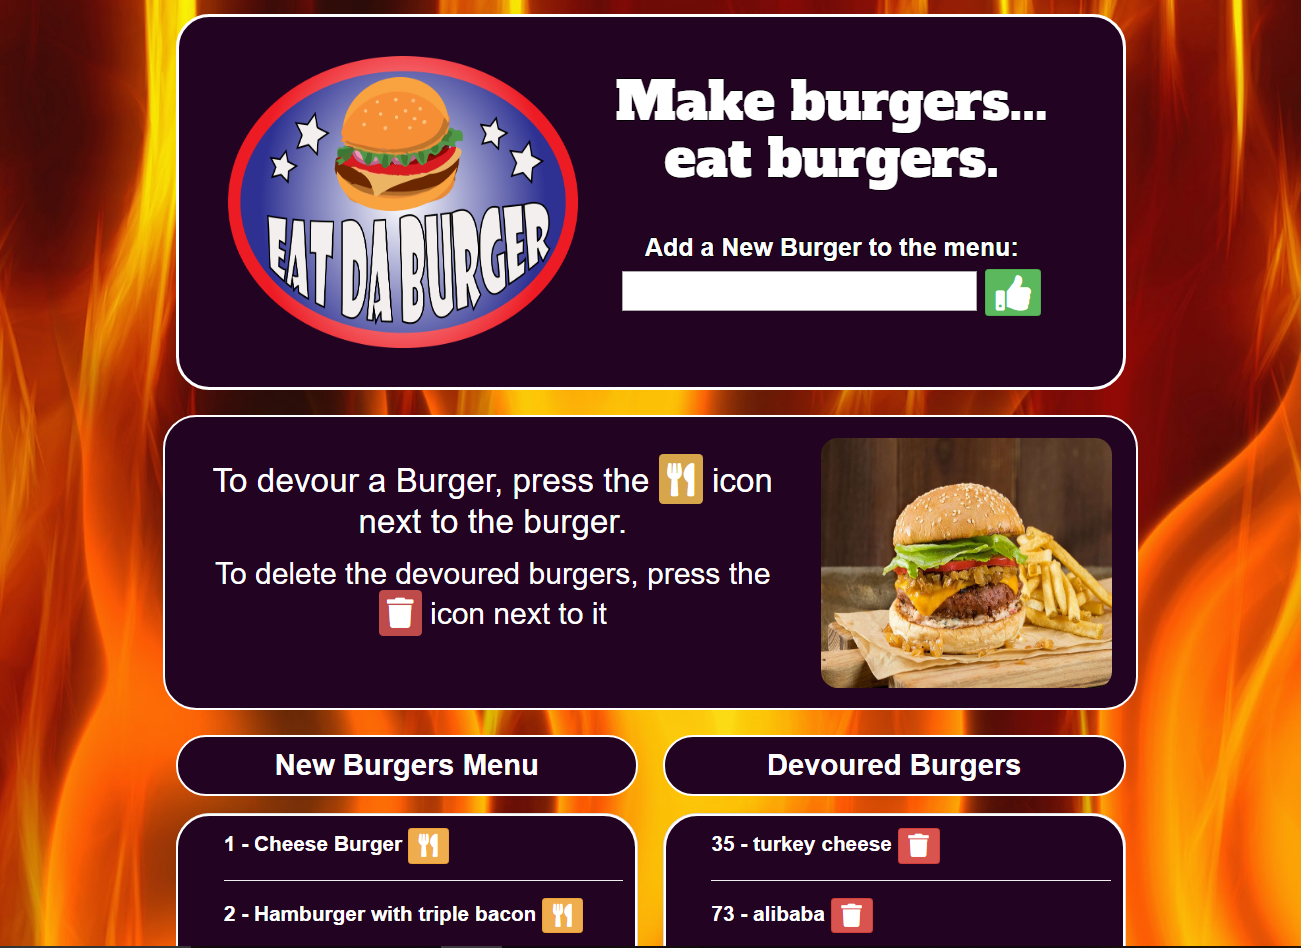 EAT DA BURGER
Make burgers...
eat burgers.
Add a New Burger to the menu:
To devour a Burger, press the icon
next to the burger.
To delete the devoured burgers, press the
icon next to it
New Burgers Menu
Devoured Burgers
1 - Cheese Burger
2 - Hamburger with triple bacon
35 - turkey cheese
73 - alibaba